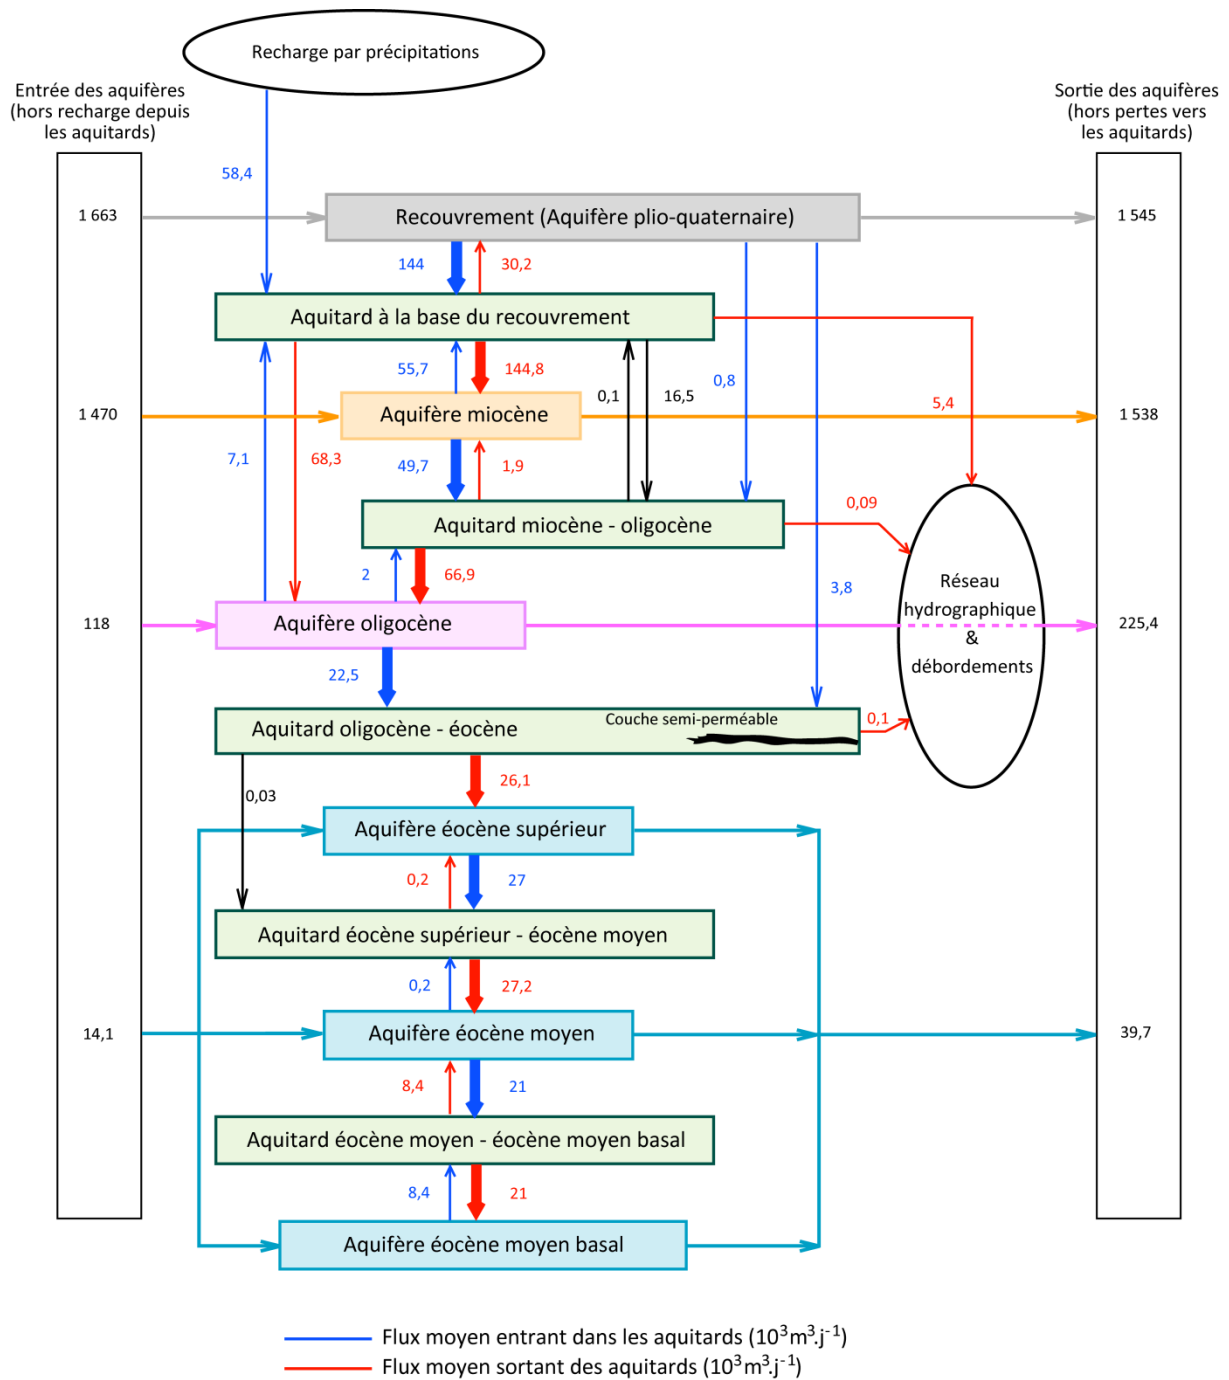 Recharge par précipitations
Entrée des aquifères
(hors recharge depuis
les aquitards)
Sortie des aquifères
(hors pertes vers
les aquitards)
58,4
1 663
Recouvrement (Aquifère plio-quaternaire)
1 545
144
30,2
Aquitard à la base du recouvrement
55,7
144,8
0,1
16,5
0,8
5,4
1 470
Aquifère miocène
1 538
7,1
68,3
49,7
1,9
0,09
Aquitard miocène - oligocène
2
66,9
3,8
Réseau
hydrographique
&
débordements
118
Aquifère oligocène
225,4
22,5
Aquitard oligocène - éocène
Couche semi-perméable
0,1
26,1
0,03
Aquifère éocène supérieur
0,2
27
Aquitard éocène supérieur - éocène moyen
0,2
27,2
14,1
Aquifère éocène moyen
39,7
8,4
21
Aquitard éocène moyen - éocène moyen basal
8,4
21
Aquifère éocène moyen basal
Flux moyen entrant dans les aquitards (10³m³.j⁻¹)
Flux moyen sortant des aquitards (10³m³.j⁻¹)